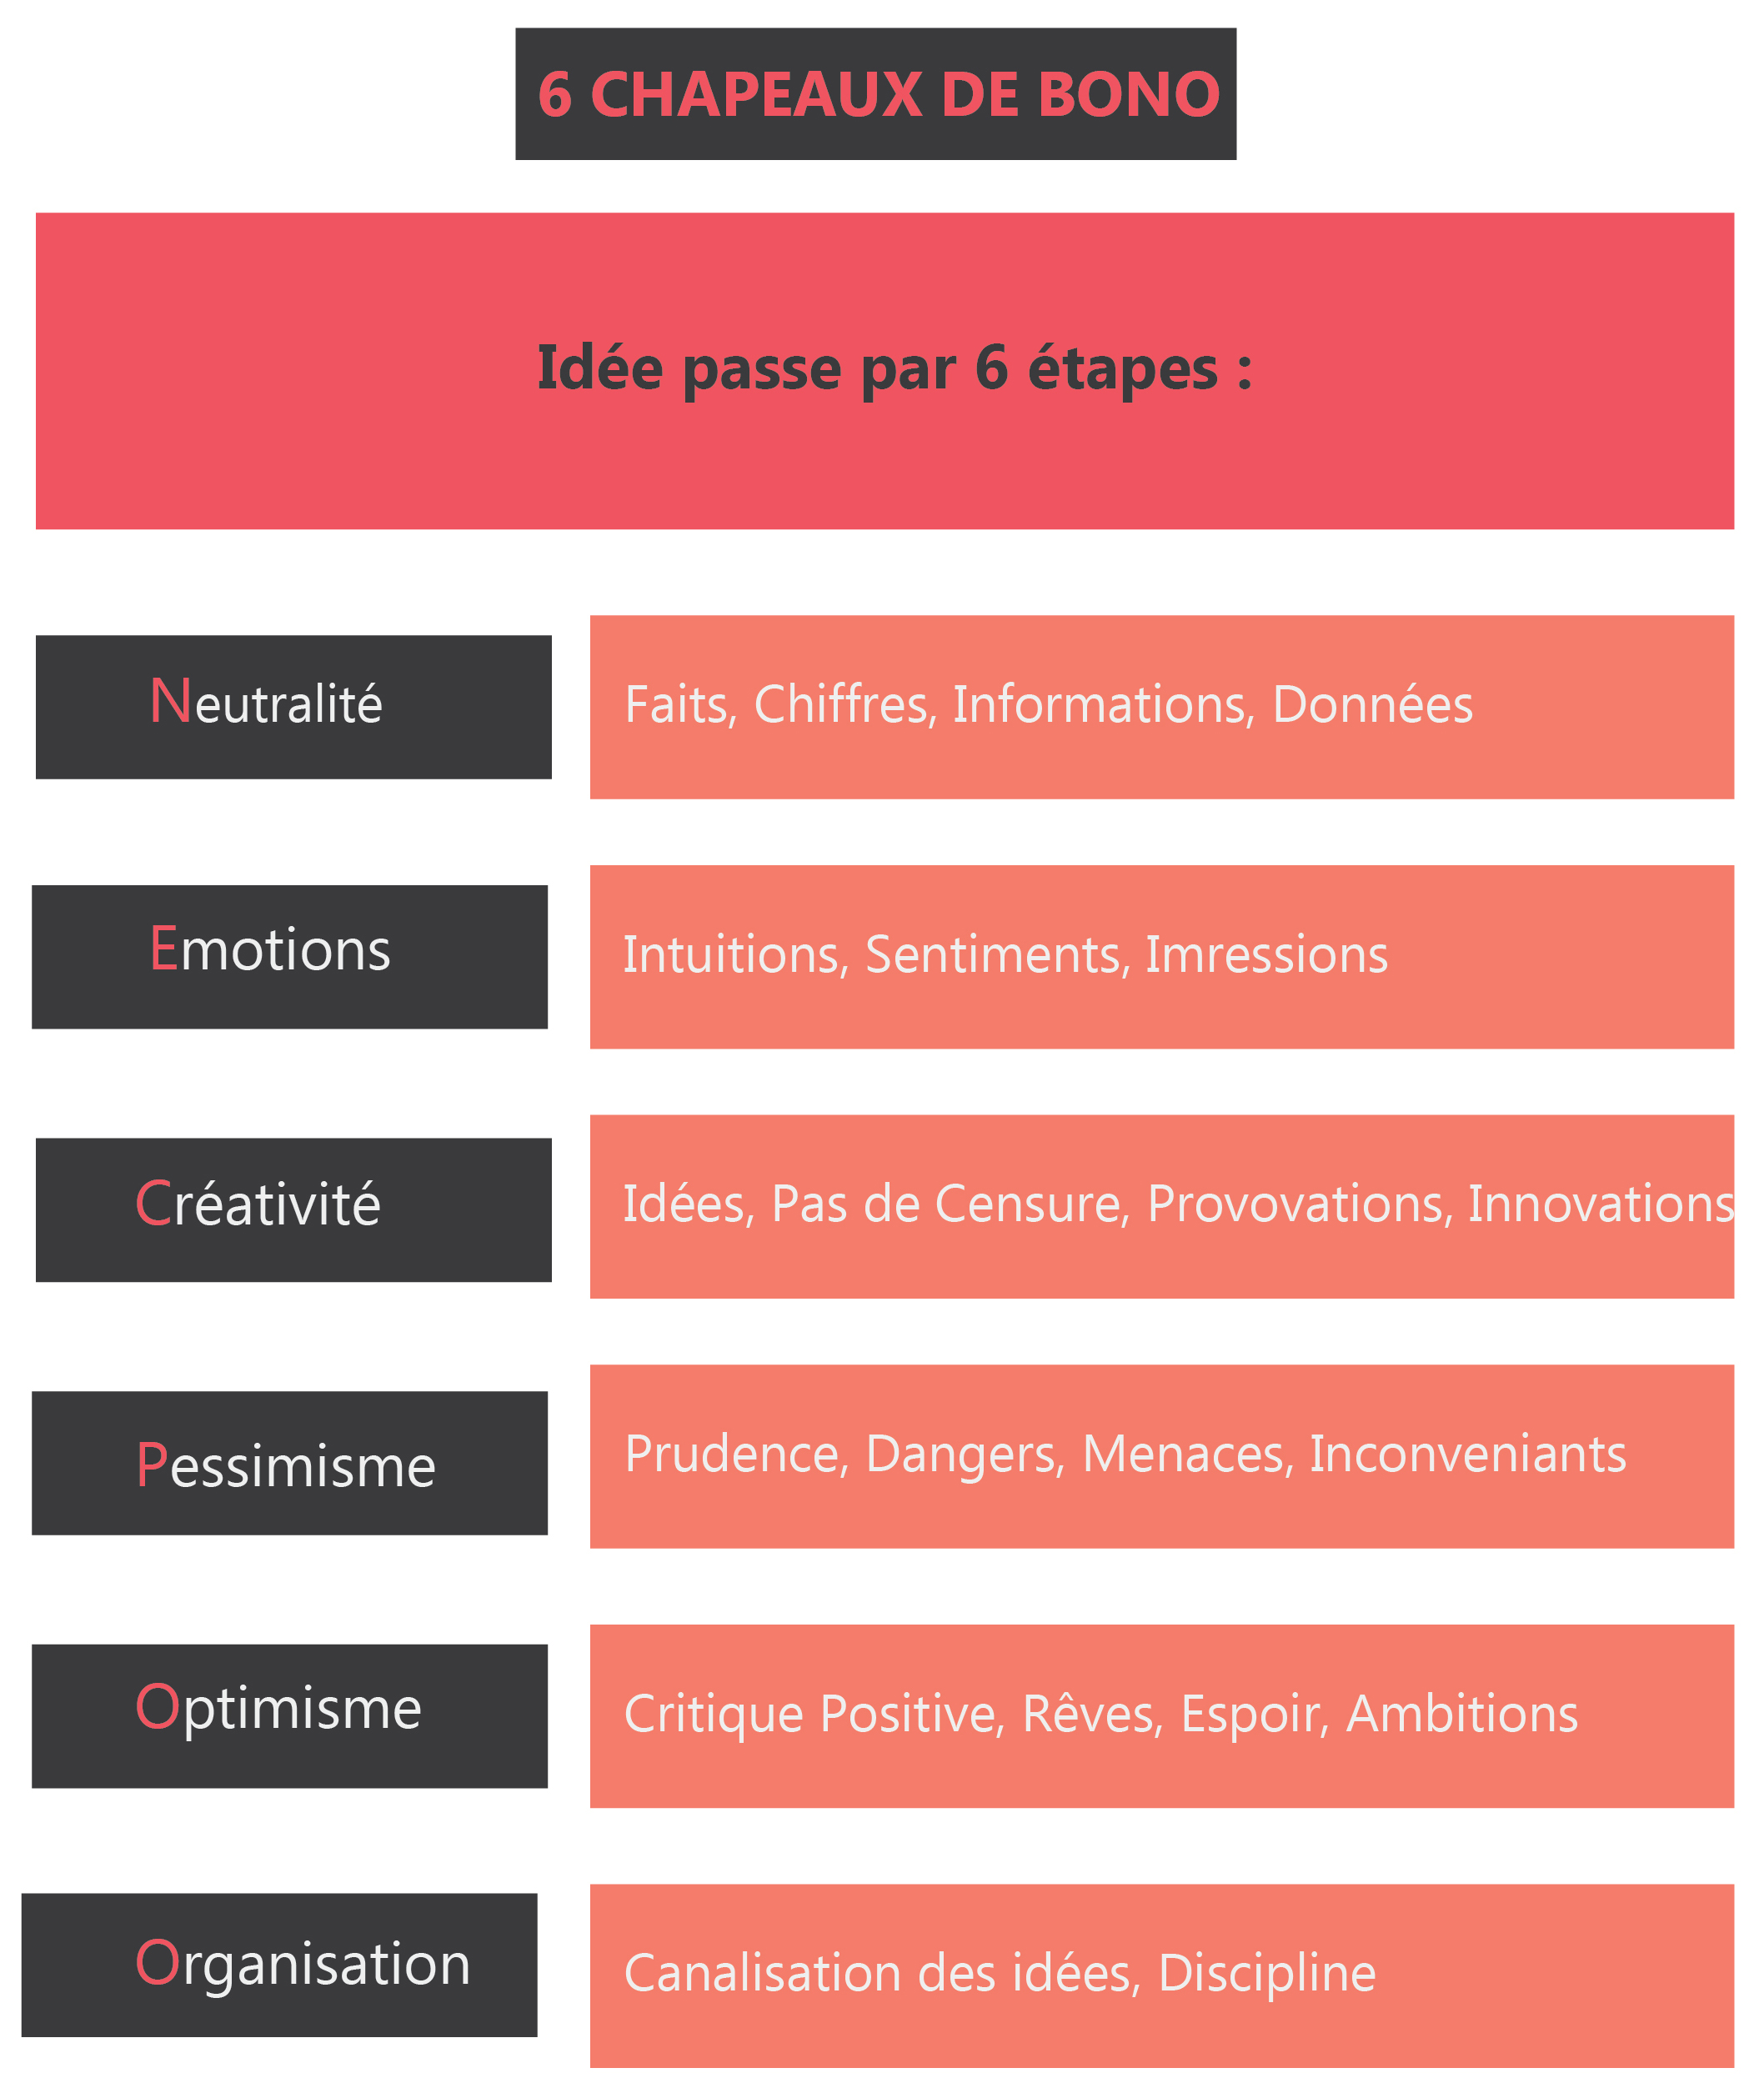 6 CHAPEAUX DE BONO
Idée passe par 6 étapes :
Neutralité
Faits, Chiffres, Informations, Données
Emotions
Intuitions, Sentiments, Imressions
Créativité
Idées, Pas de Censure, Provovations, Innovations
Pessimisme
Prudence, Dangers, Menaces, Inconveniants
Optimisme
Critique Positive, Rêves, Espoir, Ambitions
Organisation
Canalisation des idées, Discipline